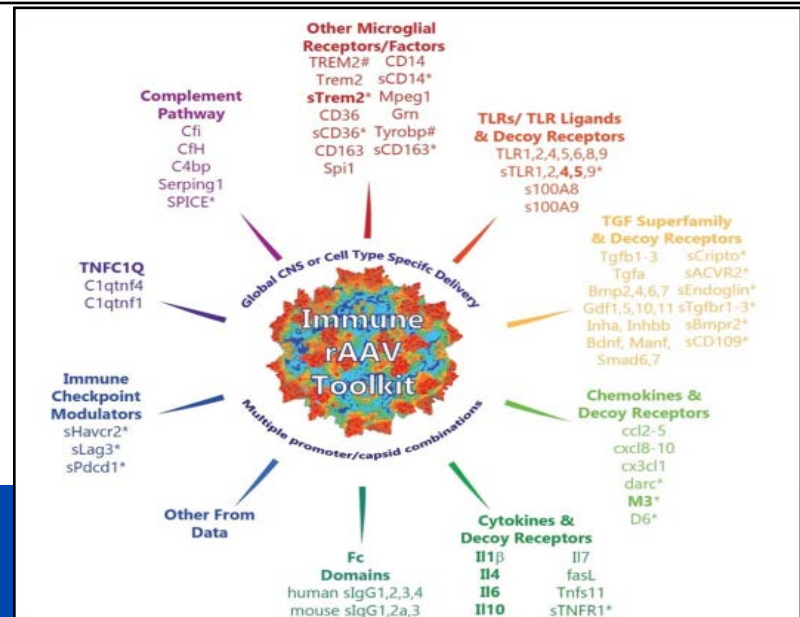 Other Microglial
Receptors/Factors
TREM2# CD14
Trem2 sCD14*
sTrem2* Mpeg1
CD36 Grn
sCD36* Tyrobp#
CD163 sCD163*
Spi1
Complement
Pathway
Cfi
CfH
C4bp
Serping1
SPICE*
TLRs/ TLR Ligands
& Decoy Receptors
TLR1,2,4,5,6,8,9
sTLR1,2,4,5,9*
s100A8
s100A9
TGF Superfamily
& Decoy Receptors
Tgfb1-3 sCripto*
Tgfa sACVR2*
Bmp2,4,6,7 sEndoglin*
Gdf1,5,10,11 sTgfbr1-3*
Inha, Inhbb sBmpr2*
Bdnf, Manf, sCD109*
Smad6,7
TNFC1Q
C1qtnf4
C1qtnf1
Global CNS or Cell Type Specifc Delivery
Immune
rAAV
Toolkit
Multiple promoter/capsid combinations
Immune
Checkpoint
Modulators
sHavcr2*
sLag3*
sPdcd1*
Chemokines &
Decoy Receptors
ccl2-5
cxcl8-10
cx3cl1
darc*
M3*
D6*
Other From
Data
Fc
Domains
human sIgG1,2,3,4
mouse sIgG1,2a,3
Cytokines &
Decoy Receptors
Il1β Il7
Il4 fasL
Il6 Tnfs11
Il10 sTNFR1*